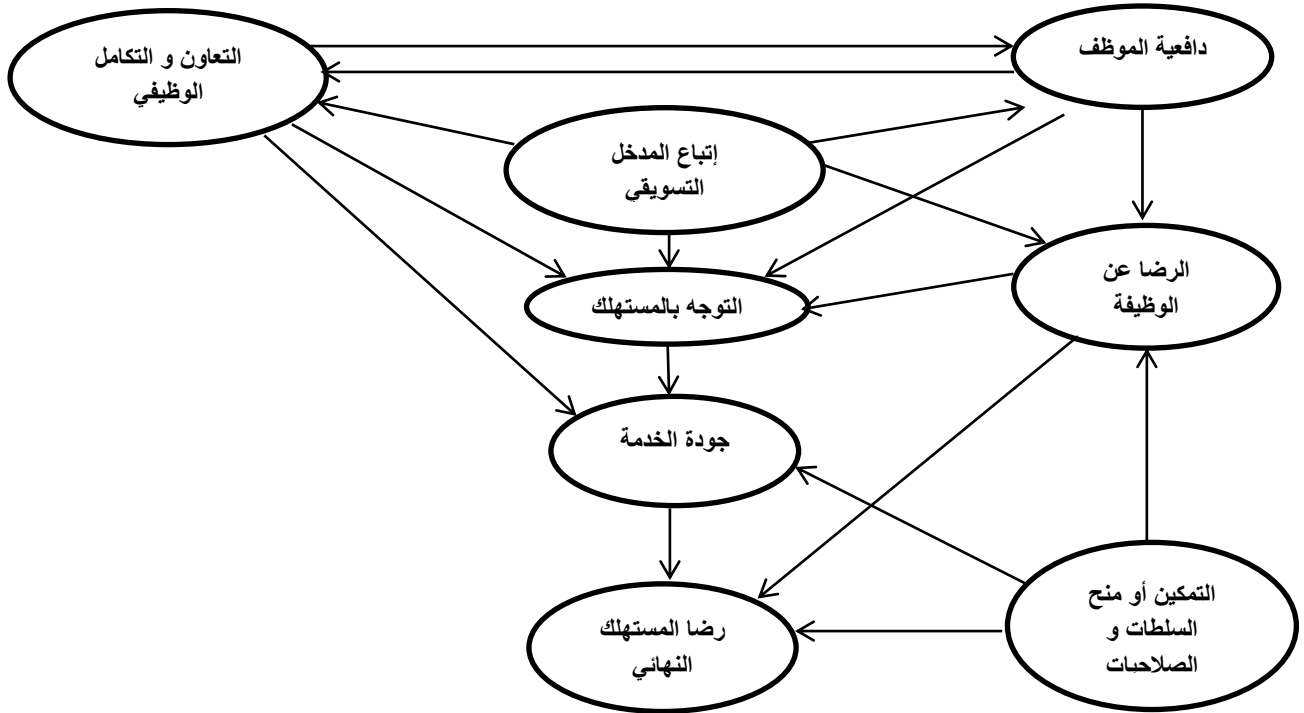 دافعية الموظف
التعاون و التكامل
الوظيفي
إتباع المدخل
التسويقي
الرضا عن
الوظيفة
التوجه بالمستهلك
جودة الخدمة
التمكين أو منح
السلطات و
الصلاحيات
رضا المستهلك
النهائي